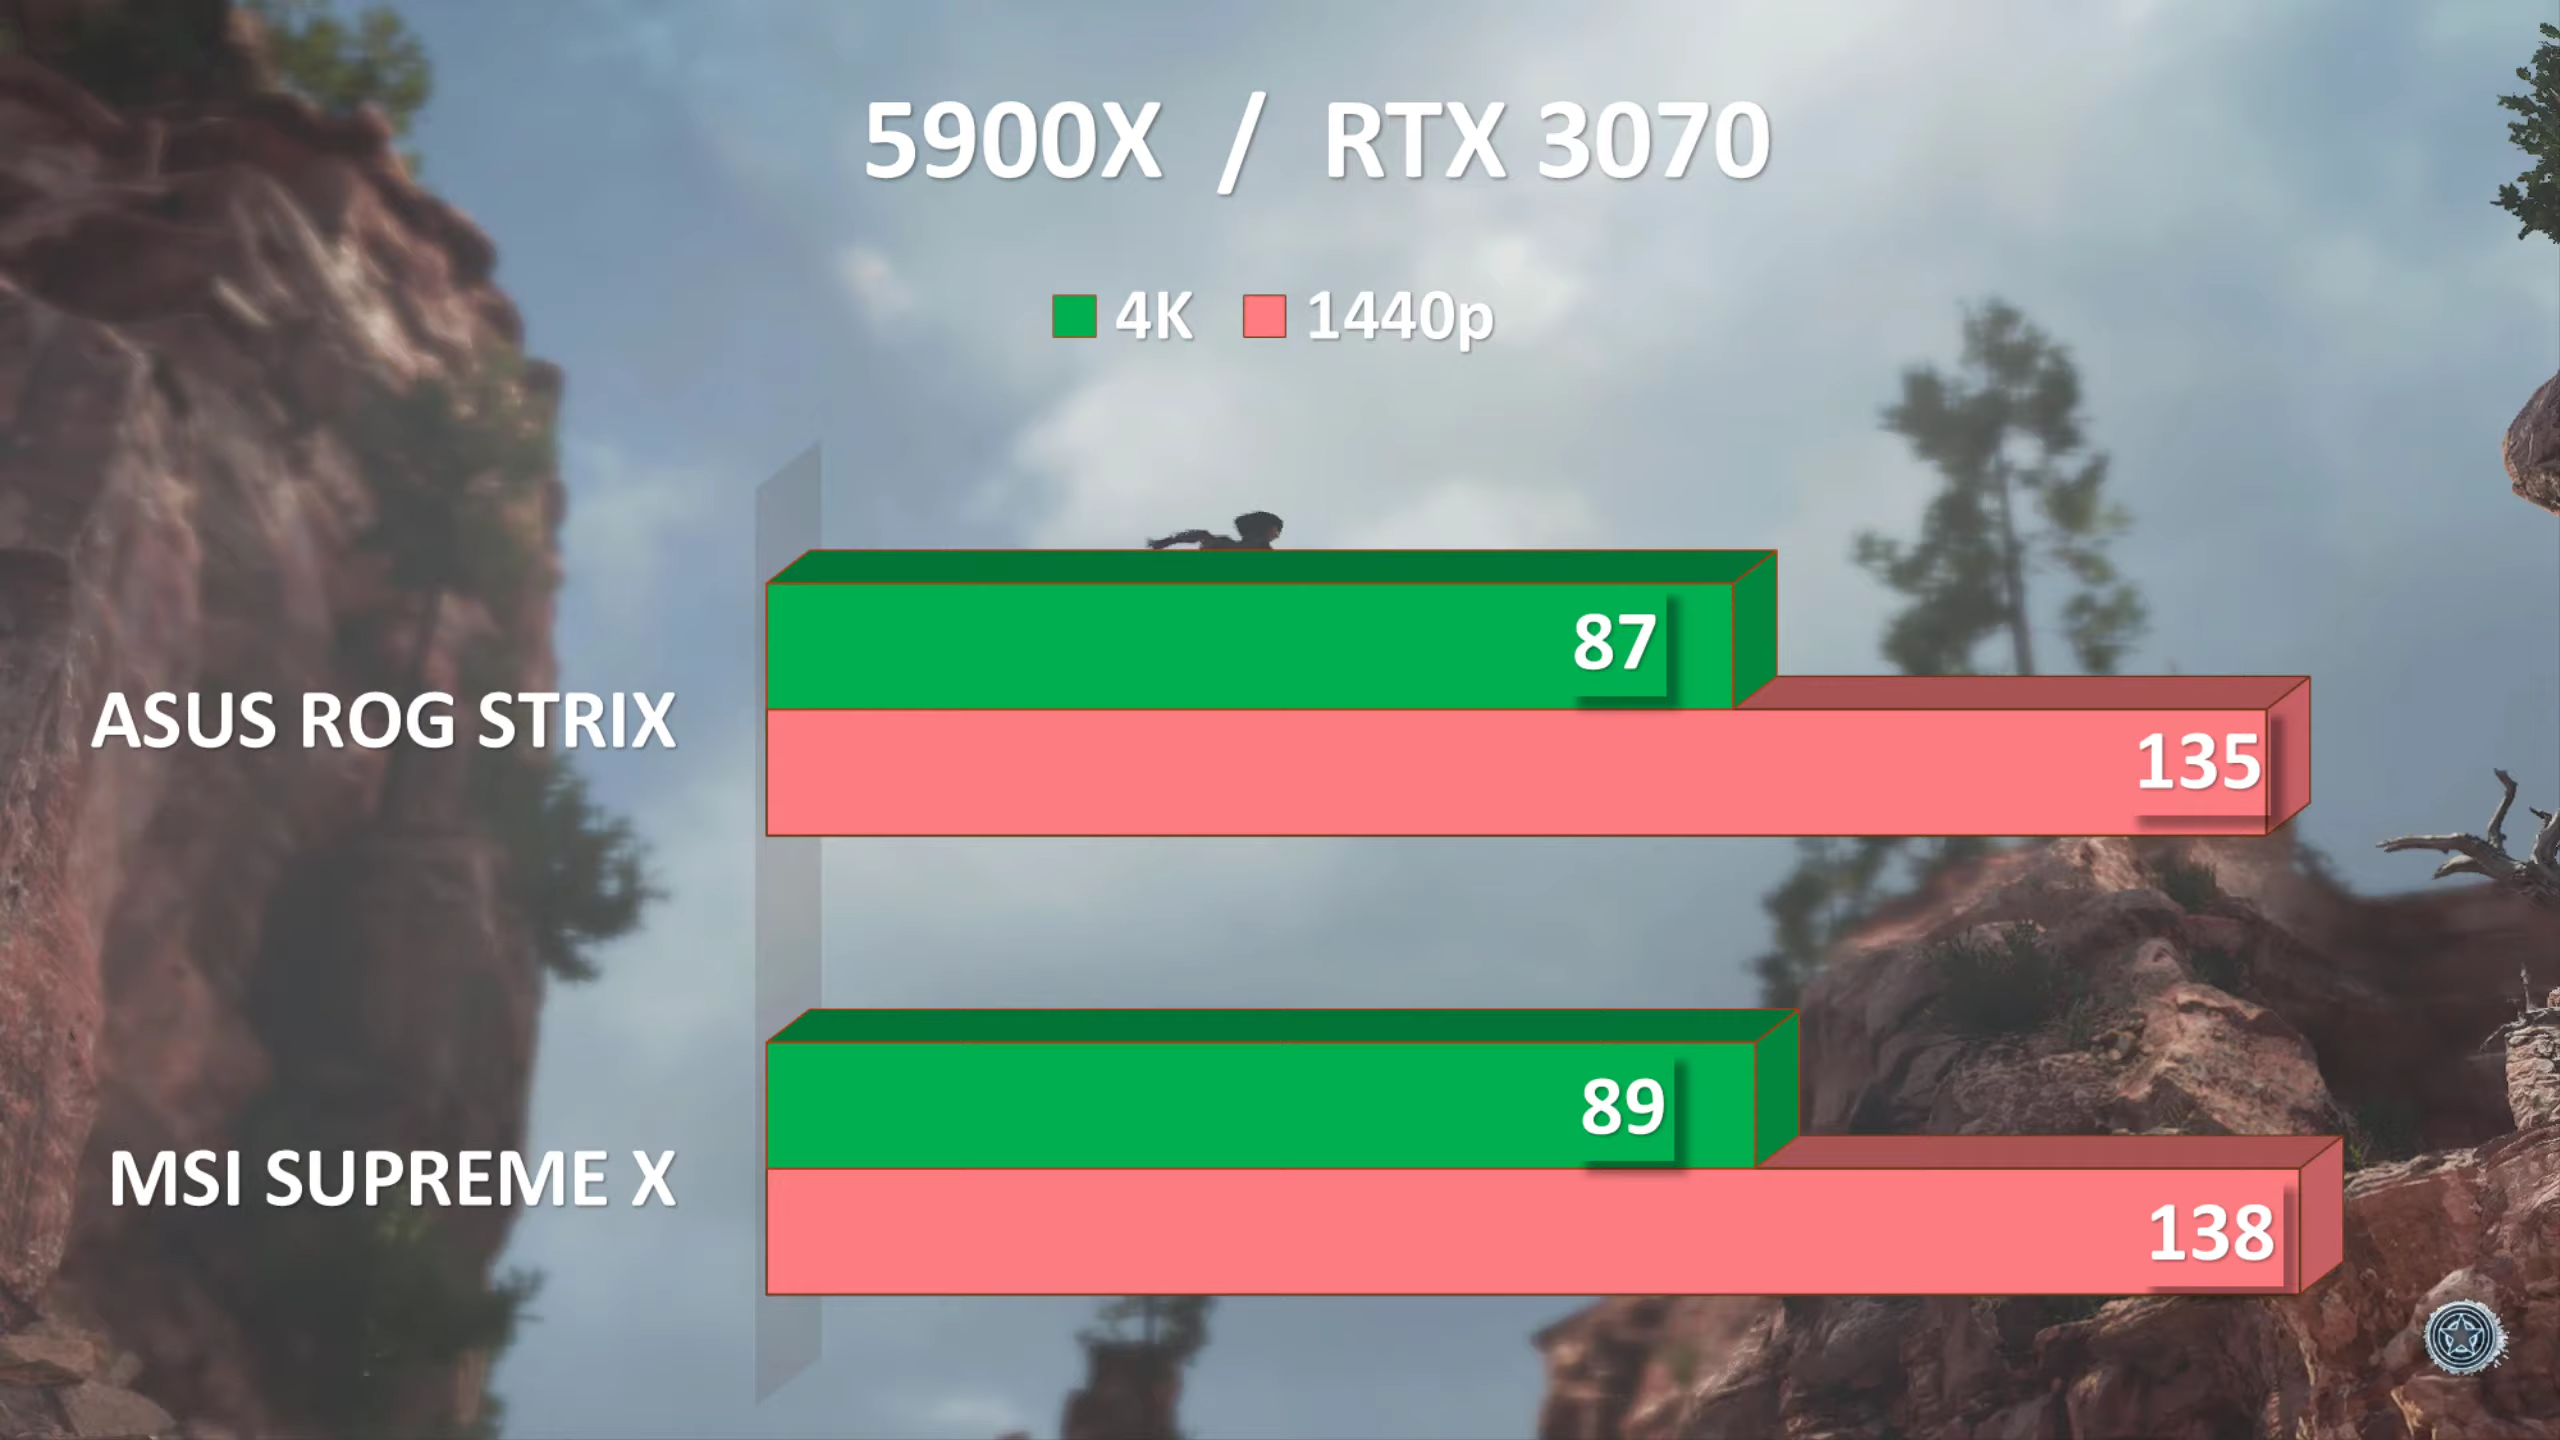 5900X / RTX 3070
4K 1440p
87
ASUS ROG STRIX
135
89
MSI SUPREME X
138